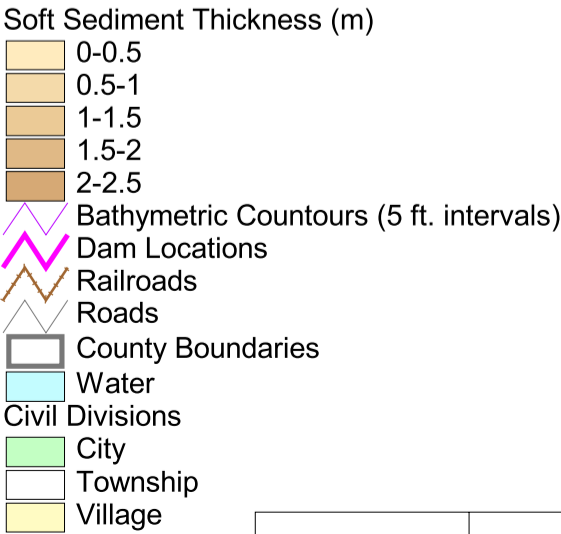 Soft Sediment Thickness (m)
0-0.5
0.5-1
1-1.5
1.5-2
2-2.5
Bathymetric Countours (5 ft. intervals)
Dam Locations
Railroads
Roads
County Boundaries
Water
Civil Divisions
City
Township
Village